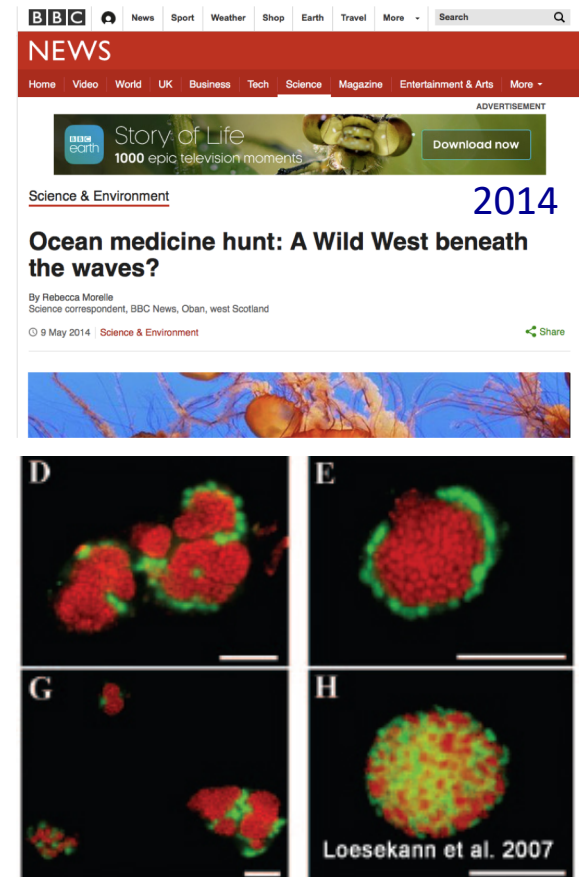 BBC News Sport Weather Shop Earth Travel More Search
NEWS
Home Video World UK Business Tech Science Magazine Entertainment & Arts More
ADVERTISEMENT
BBC earth Story of Life Download now
1000 epic television moments
Science & Environment
2014
Ocean medicine hunt: A Wild West beneath
the waves?
By Rebecca Morelle
Science correspondent, BBC News, Oban, west Scotland
9 May 2014 Science & Environment Share
D E
G H
Loesekann et al. 2007